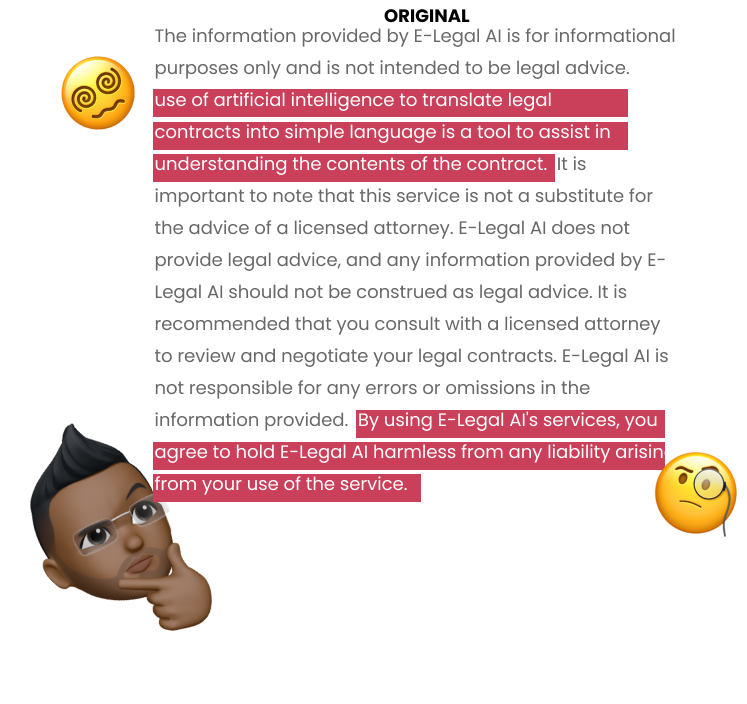 ORIGINAL
The information provided by E-Legal AI is for informational
purposes only and is not intended to be legal advice.
use of artificial intelligence to translate legal
contracts into simple language is a tool to assist in
understanding the contents of the contract. It is
important to note that this service is not a substitute for
the advice of a licensed attorney. E-Legal AI does not
provide legal advice, and any information provided by E-
Legal AI should not be construed as legal advice. It is
recommended that you consult with a licensed attorney
to review and negotiate your legal contracts. E-Legal AI is
not responsible for any errors or omissions in the
information provided. By using E-Legal AI's services, you
agree to hold E-Legal AI harmless from any liability arisin
from your use of the service.